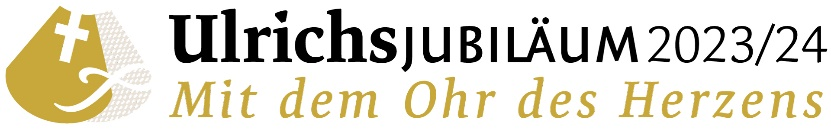 UlrichsJUBILÄUM 2023/24
Mit dem Ohr des Herzens